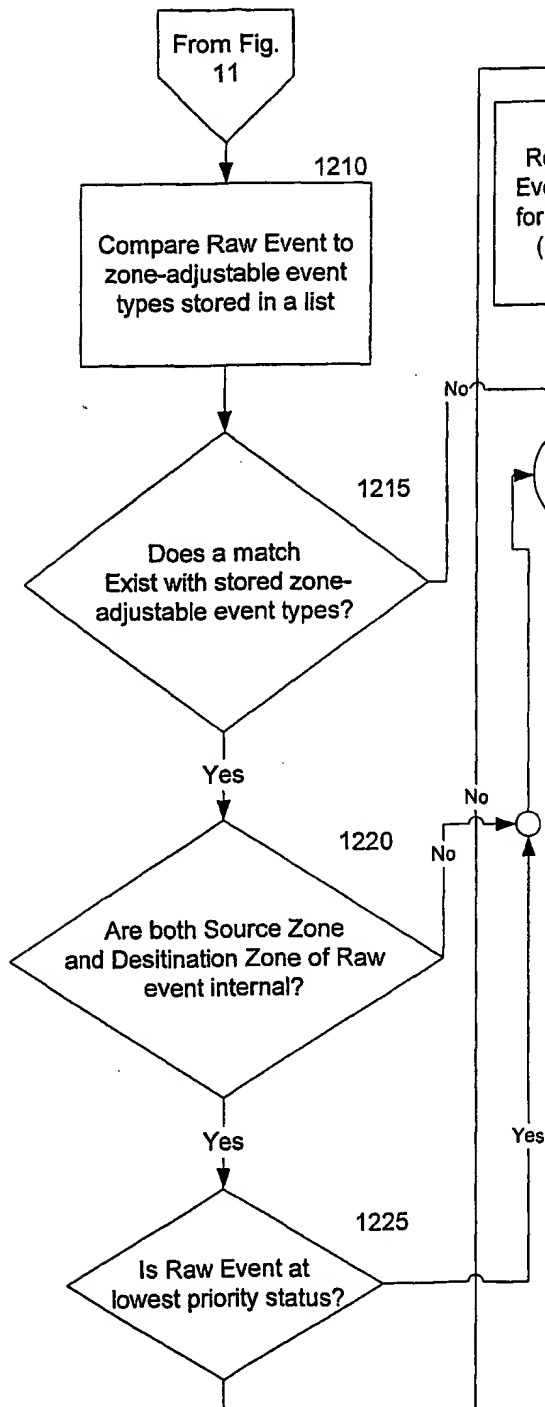 From Fig.
11
1210
Compare Raw Event to
zone-adjustable event
types stored in a list
No
1215
Does a match
Exist with stored zone-
adjustable event types?
Yes
No
1220
No
Are both Source Zone
and Desitination Zone of Raw
event internal?
Yes
Yes
1225
Is Raw Event at
lowest priority status?
for
(